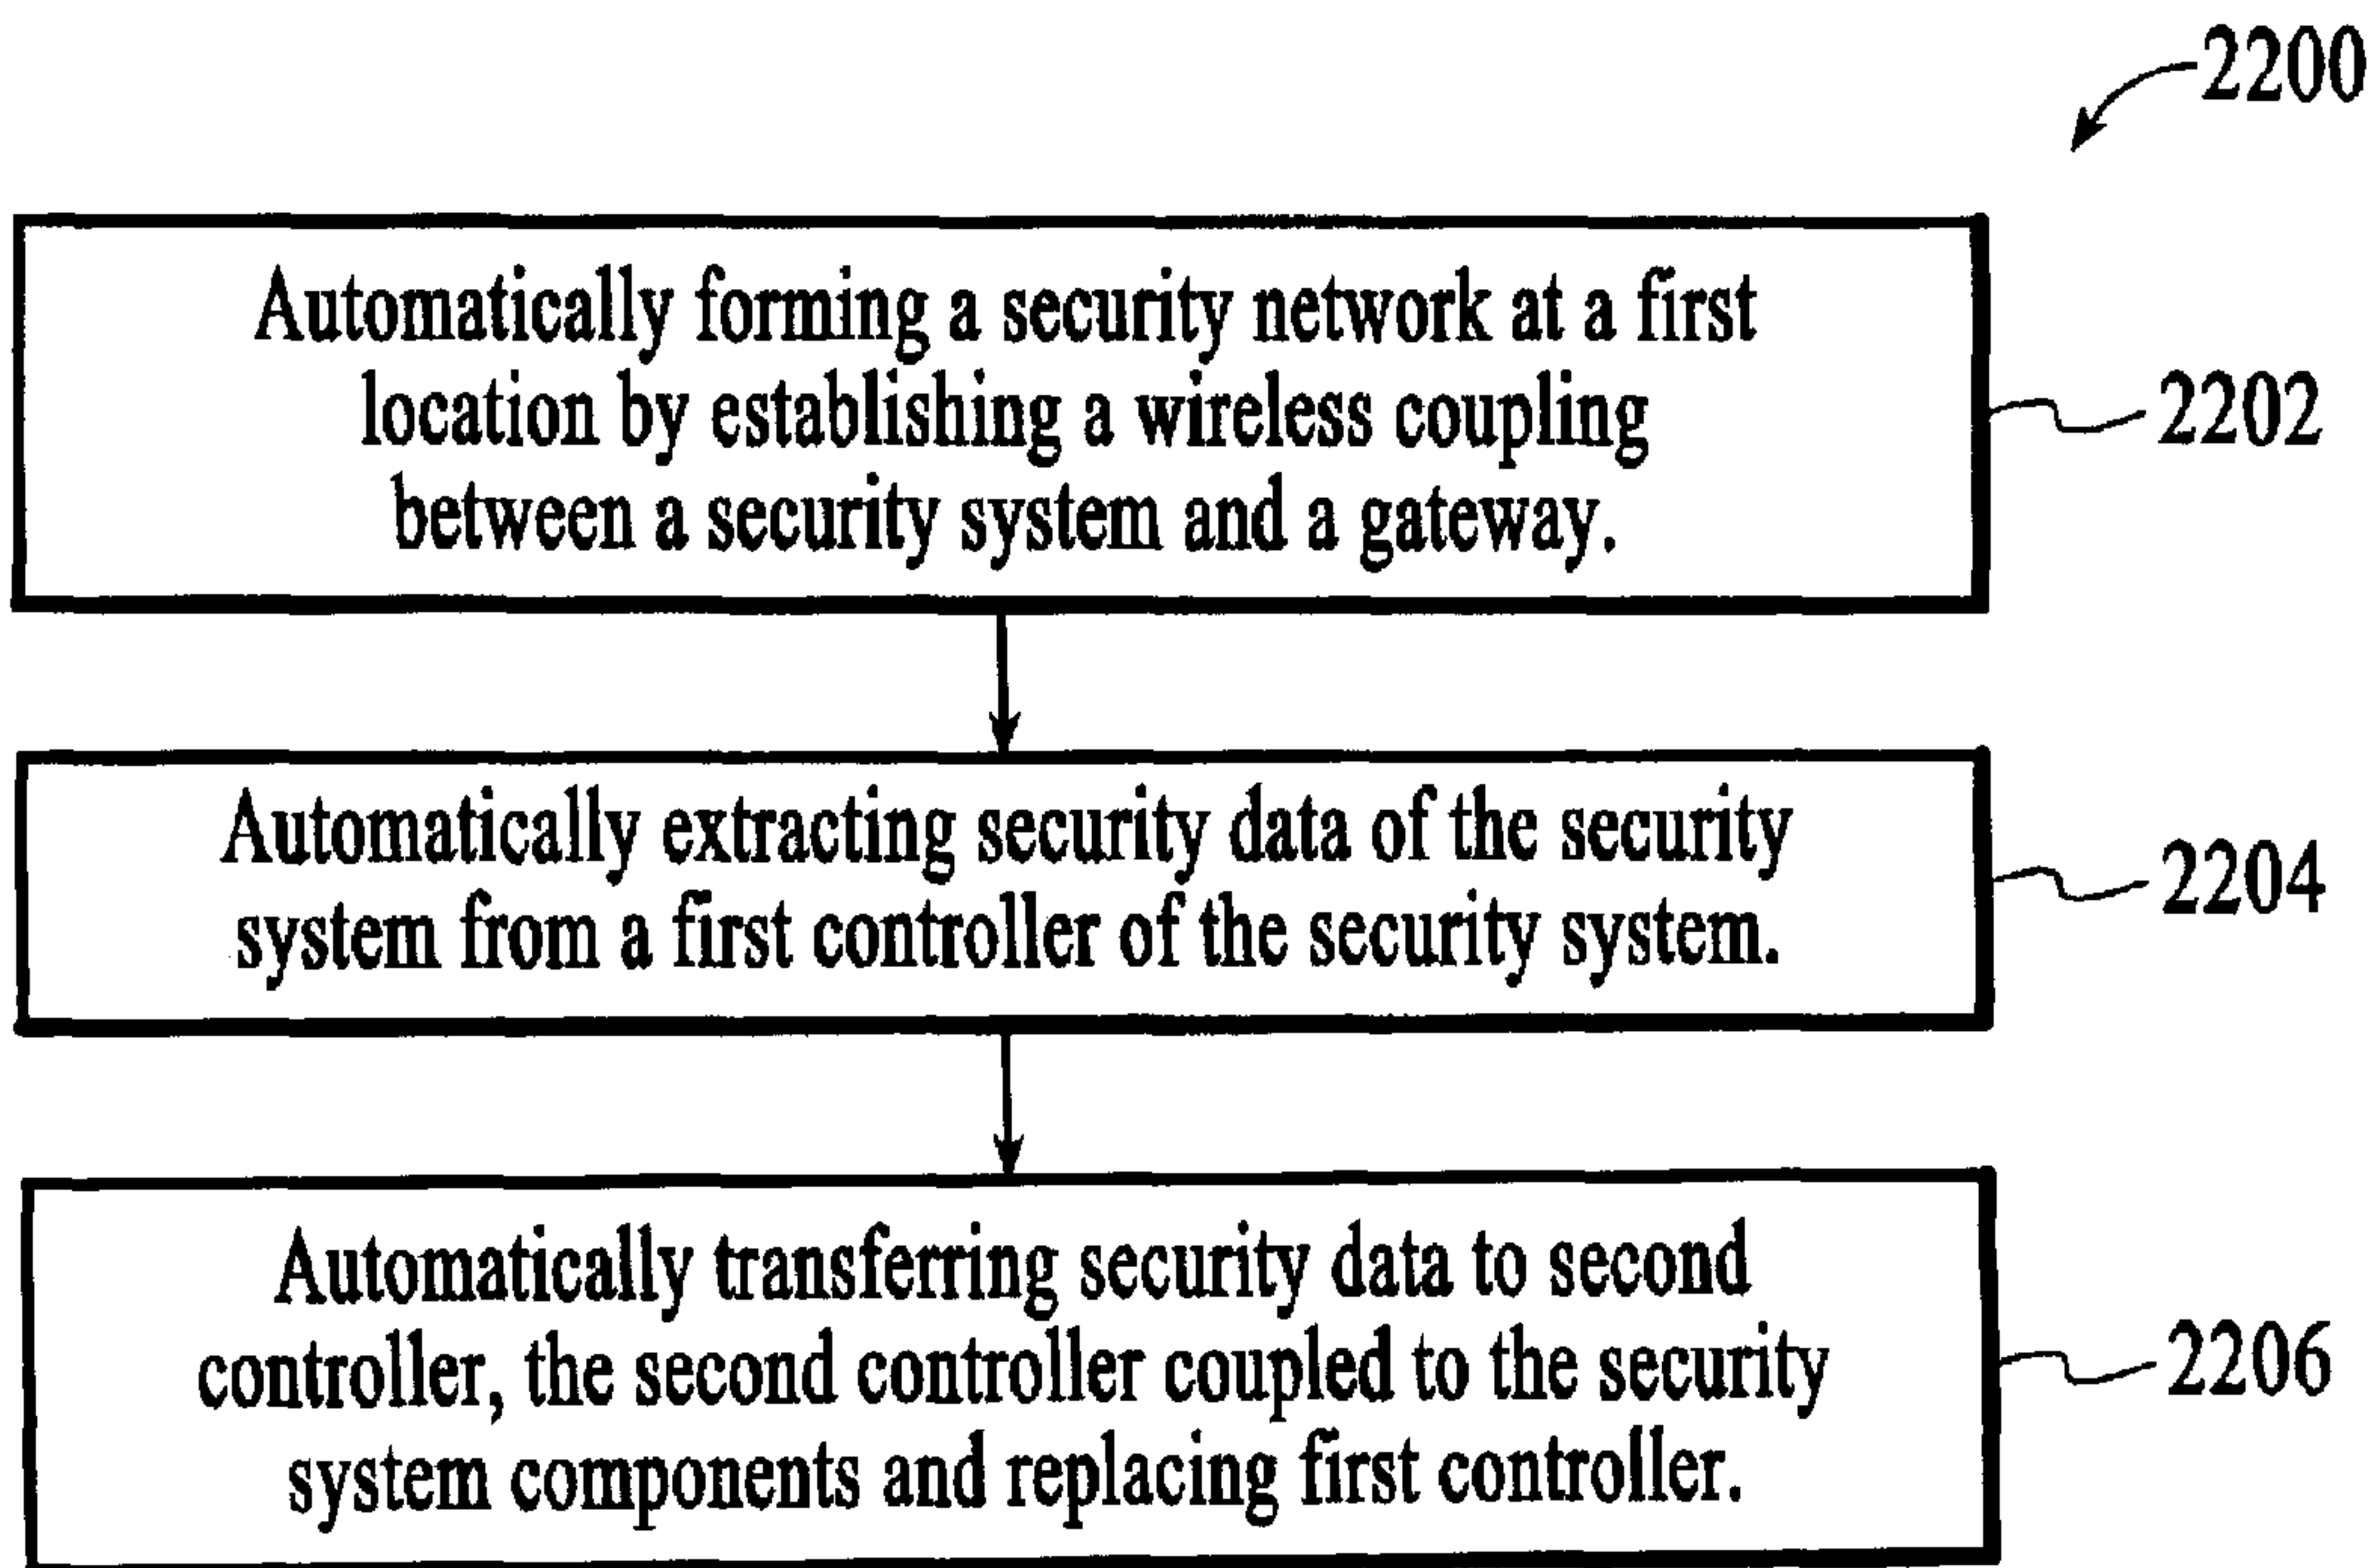 2200
Automatically forming a security network at a first
location by establishing a wireless coupling
between a security system and a gateway.
2202
Automatically extracting security data of the security
system from a first controller of the security system.
2204
Automatically transferring security data to second
controller, the second controller coupled to the security
system components and replacing first controller.
2206